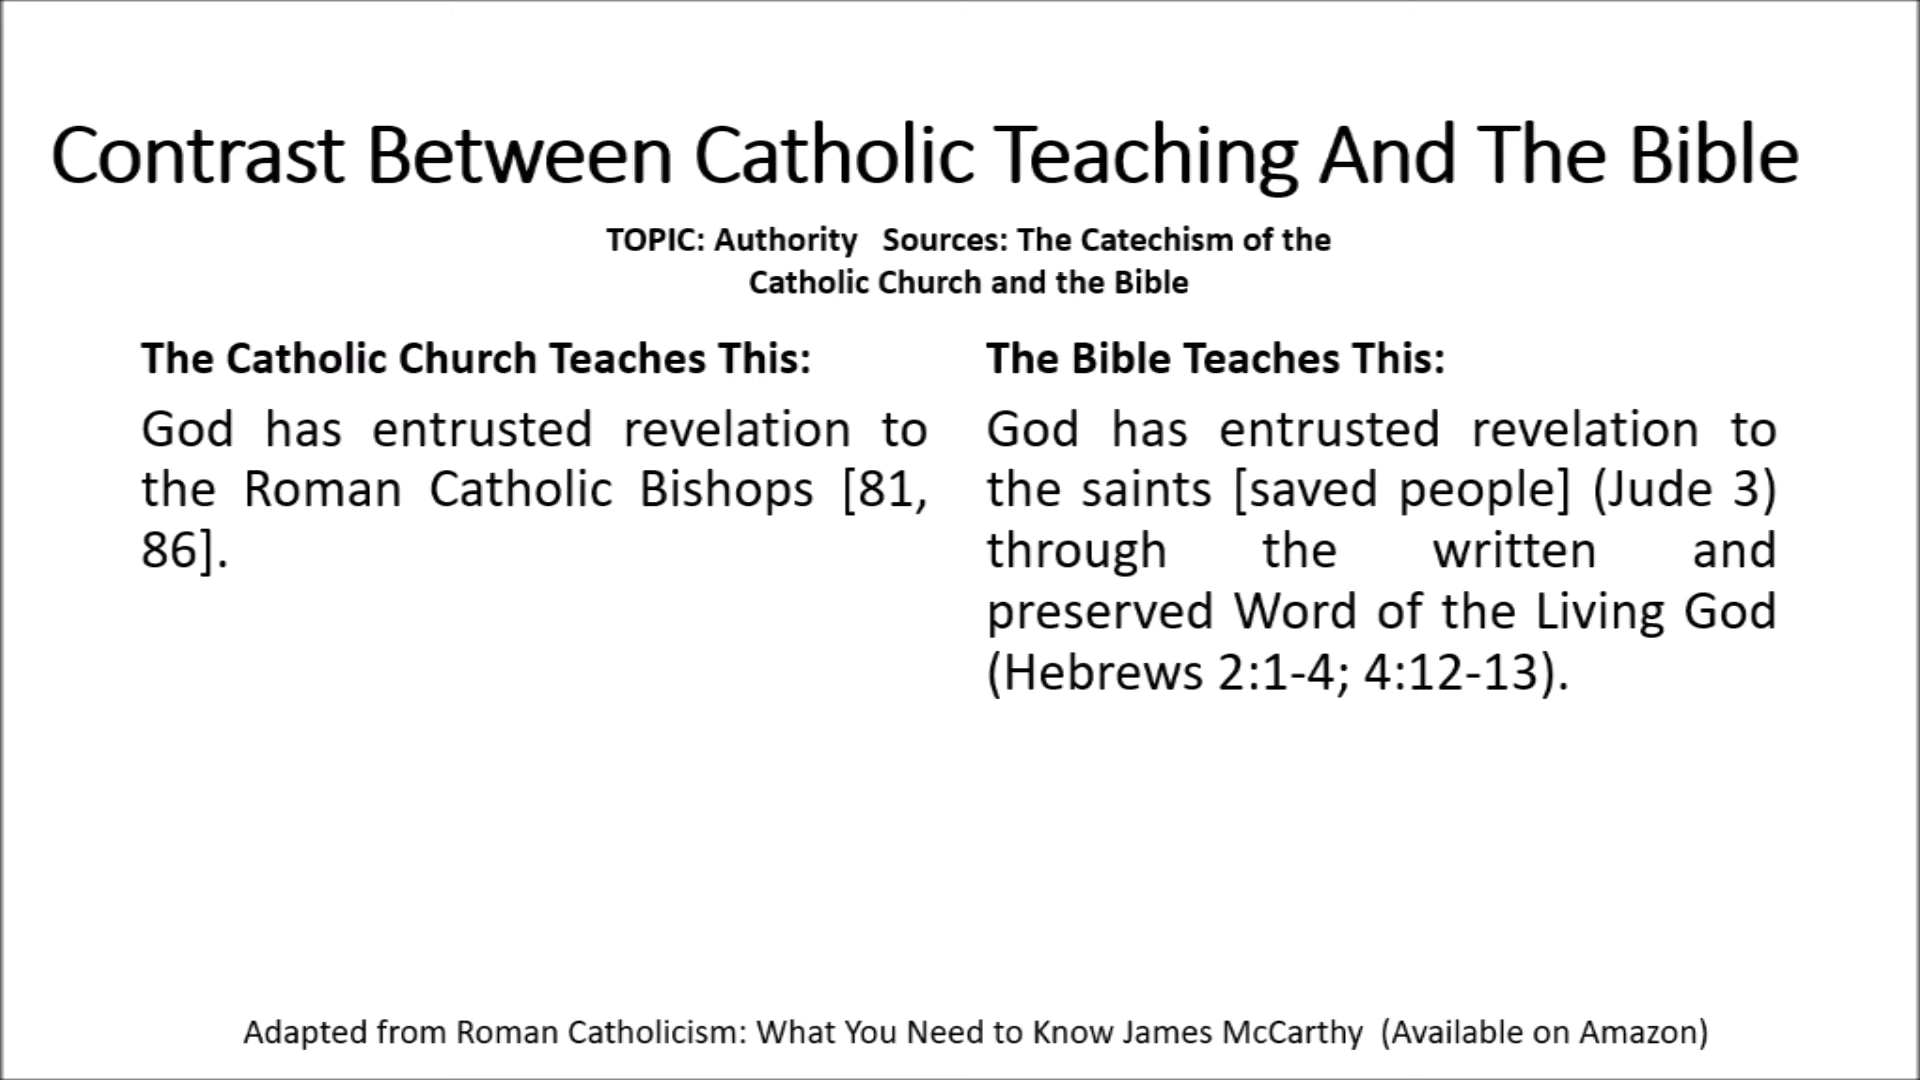 Contrast Between Catholic Teaching And The Bible
TOPIC: Authority   Sources: The Catechism of the
Catholic Church and the Bible
The Catholic Church Teaches This:
God has entrusted revelation to
the Roman Catholic Bishops [81,
86].
The Bible Teaches This:
God has entrusted revelation to
the saints [saved people] (Jude 3)
through the written and
preserved Word of the Living God
(Hebrews 2:1-4; 4:12-13).
Adapted from Roman Catholicism: What You Need to Know James McCarthy  (Available on Amazon)